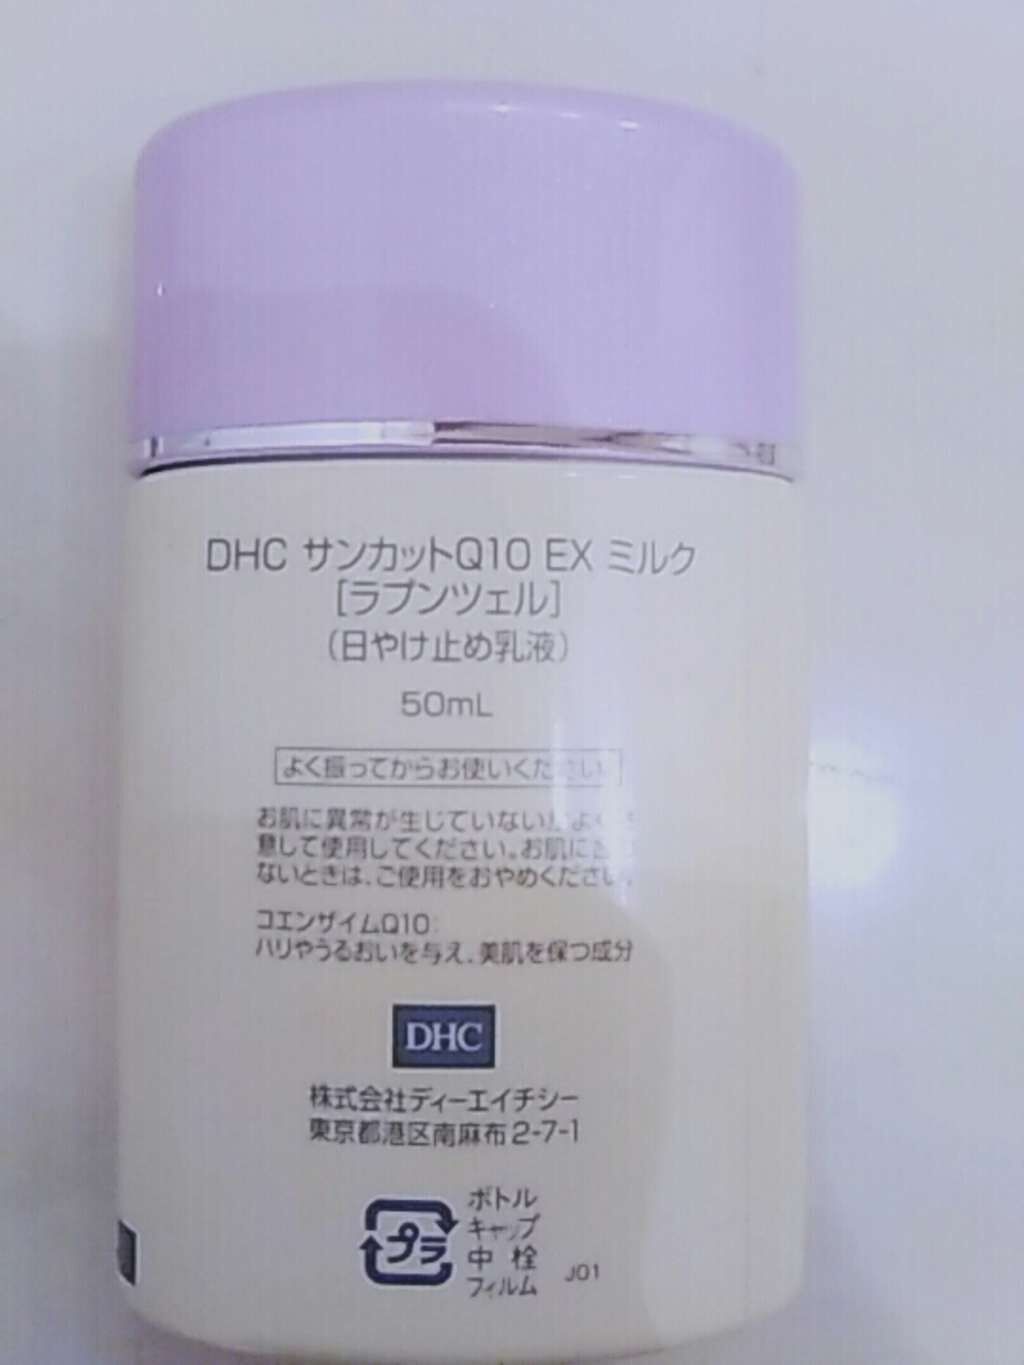 DHC サンカットQ10 EX ミルク
[ラプンツェル]
(日やけ止め乳液)
50mL
よく振ってからお使いください。
お肌に異常が生じていないかよく
意して使用してください。お肌に
ないときは、ご使用をおやめください。
コエンザイムQ10:
ハリやうるおいを与え、美肌を保つ成分
DHC
株式会社ディーエイチシー
東京都港区南麻布2-7-1
プラ
ボトル
キャップ
中栓
フィルム
J01